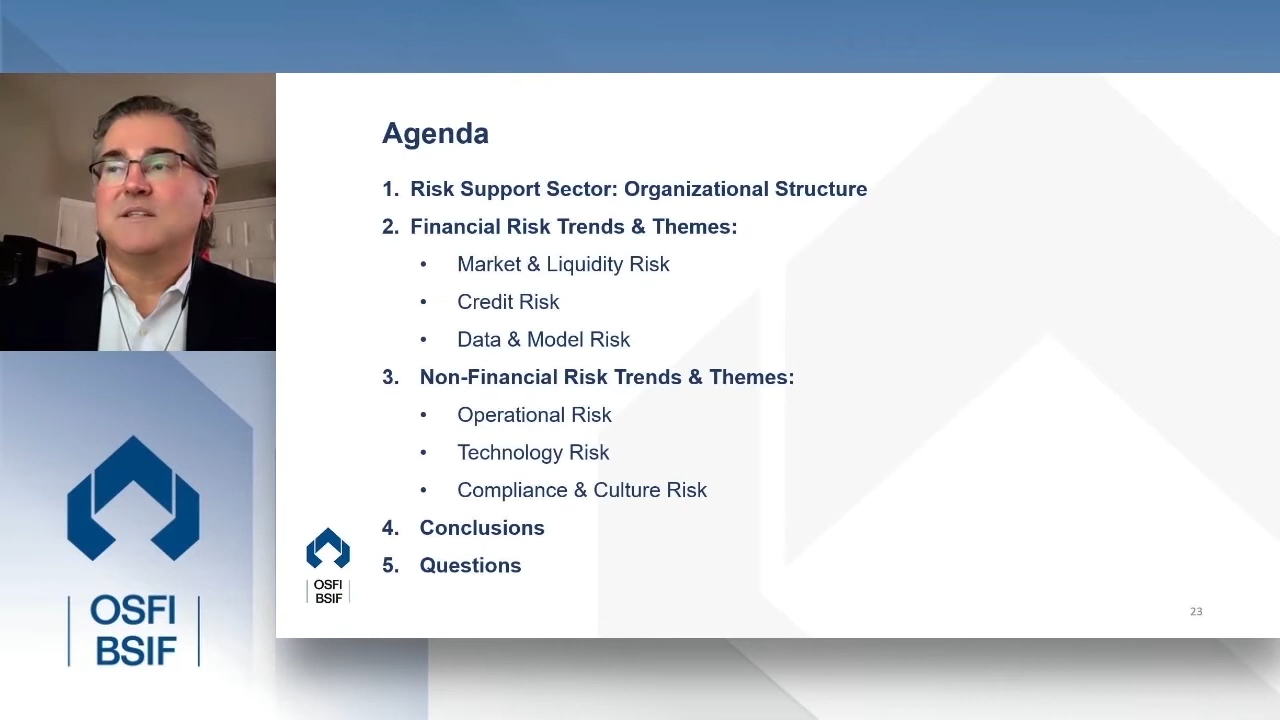 Agenda
1. Risk Support Sector: Organizational Structure
2. Financial Risk Trends & Themes:
• Market & Liquidity Risk
• Credit Risk
• Data & Model Risk
3. Non-Financial Risk Trends & Themes:
• Operational Risk
• Technology Risk
• Compliance & Culture Risk
4. Conclusions
5. Questions
OSFI
BSIF
23
OSFI
BSIF